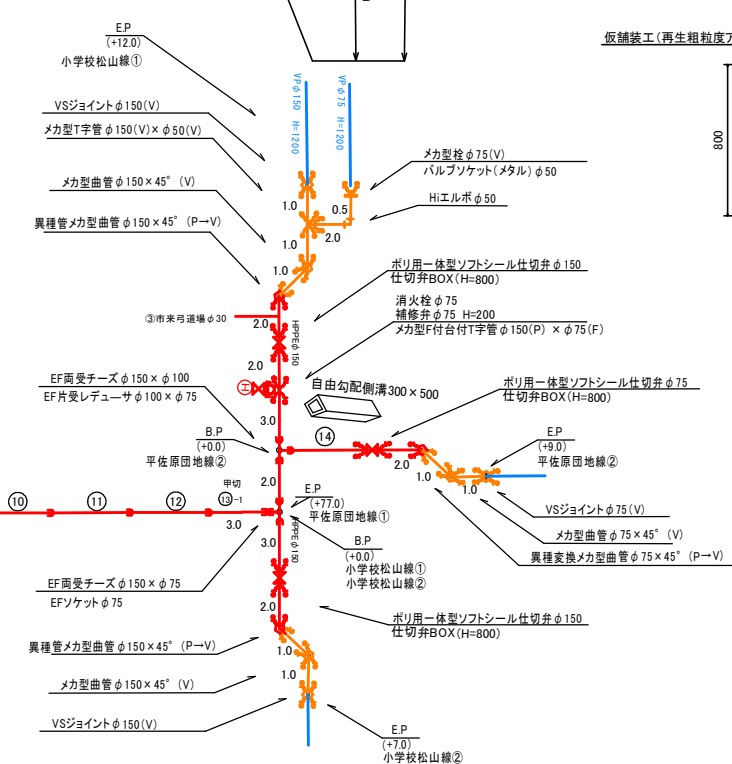 E.P
(+12.0)
小学校松山線①
仮舗装工(再生粗粒度ア
800
VP φ150 H=1200
VP φ75 H=1200
VSジョイントφ150(V)
メカ型T字管φ150(V)×φ50(V)
メカ型曲管φ150×45°(V)
異種管メカ型曲管φ150×45°(P→V)
メカ型栓φ75(V)
バルブソケット(メタル)φ50
Hiエルボφ50
1.0
0.5
2.0
1.0
1.0
ポリ用一体型ソフトシール仕切弁φ150
仕切弁BOX(H=800)
消火栓φ75
補修弁φ75 H=200
メカ型F付台付T字管φ150(P)×φ75(F)
③市来弓道場φ30
2.0
HPPEφ150
2.0
H
自由勾配側溝300×500
EF両受チーズφ150×φ100
EF片受レデューサφ100×φ75
3.0
ポリ用一体型ソフトシール仕切弁φ75
仕切弁BOX(H=800)
B.P
(+0.0)
平佐原団地線②
⑭
2.0
1.0
1.0
E.P
(+9.0)
平佐原団地線②
2.0
VSジョイントφ75(V)
メカ型曲管φ75×45°(V)
異種変換メカ型曲管φ75×45°(P→V)
⑩
⑪
⑫
甲切
⑬-1
3.0
E.P
(+77.0)
平佐原団地線①
B.P
(+0.0)
小学校松山線①
小学校松山線②
HPPEφ150
3.0
EF両受チーズφ150×φ75
EFソケットφ75
2.0
ポリ用一体型ソフトシール仕切弁φ150
仕切弁BOX(H=800)
異種管メカ型曲管φ150×45°(P→V)
1.0
メカ型曲管φ150×45°(V)
1.0
VSジョイントφ150(V)
E.P
(+7.0)
小学校松山線②